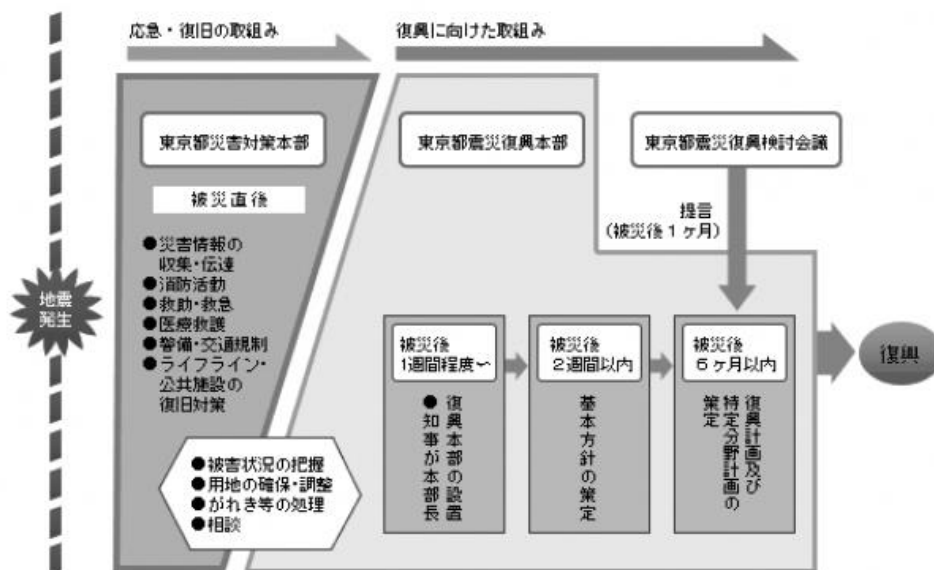 応急・復旧の取組み
復興に向けた取組み
東京都災害対策本部
東京都震災復興本部
東京都震災復興検討会議
被災直後
●災害情報の
収集・伝達
●消防活動
●救助・救急
●医療救護
●警備・交通規制
●ライフライン・
公共施設の
復旧対策
提言
(被災後1ヶ月)
地震
発生
●被害状況の把握
●用地の確保・調整
●がれき等の処理
●相談
被災後
1週間程度~
復興本部の設置
●知事が本部長
被災後
2週間以内
基本方針の策定
被災後
6ヶ月以内
復興計画及び
特定分野計画の
策定
復興